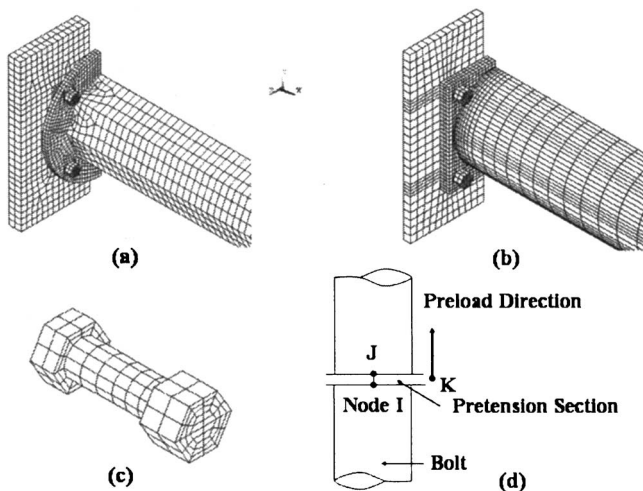 (a)
(b)
(c)
J
Node I
K
Preload Direction
Pretension Section
Bolt
(d)